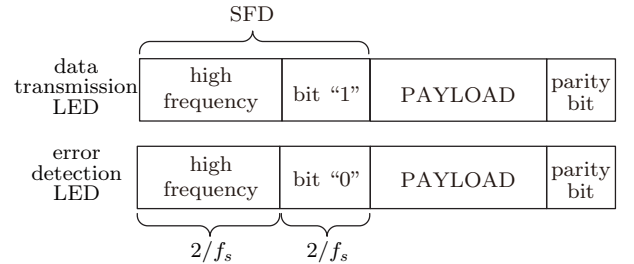 SFD
data
transmission
LED
high
frequency
bit “1”
PAYLOAD
parity
bit
error
detection
LED
high
frequency
bit “0”
PAYLOAD
parity
bit
2/fs
2/fs